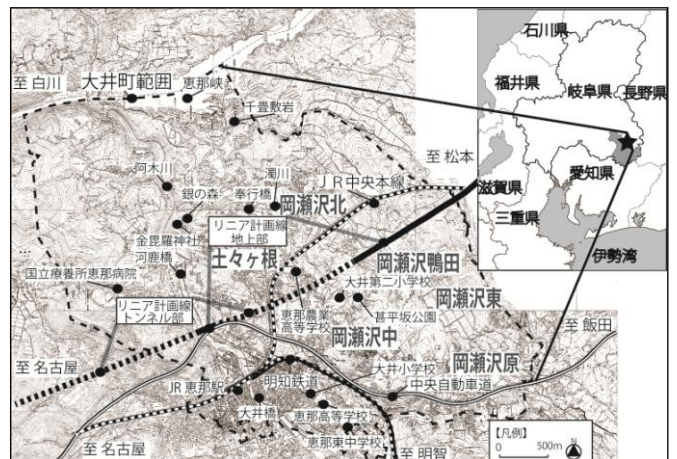 石川県
福井県
岐阜県
長野県
滋賀県
愛知県
三重県
伊勢湾
至 白川
大井町範囲
恵那峡
千畳敷岩
至 松本
阿木川
濁川
JR中央本線
銀の森
奉行橋
岡瀬沢北
金毘羅神社
リニア計画線
地上部
河鹿橋
土々ヶ根
岡瀬沢鴨田
国立療養所恵那病院
大井第二小学校
岡瀬沢東
リニア計画線
トンネル部
恵那農業
高等学校
甚平坂公園
岡瀬沢中
至 飯田
岡瀬沢原
至 名古屋
大井小学校
JR恵那駅
明知鉄道
中央自動車道
大井橋
恵那高等学校
恵那東中学校
至 名古屋
至 明智
【凡例】
0 500m
N